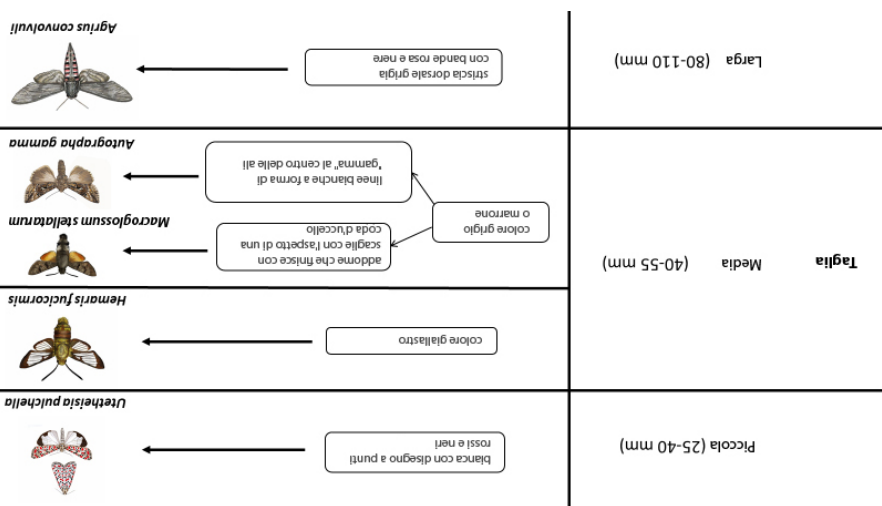 Piccola (25-40 mm)
bianca con disegno a punti
rossi e neri
Utetheisia pulchella
Taglia
Media (40-55 mm)
colore giallastro
Hemaris fucicormis
colore grigio
o marrone
addome che finisce con
scaglie con l'aspetto di una
coda d'uccello
Macroglossum stellatarum
linee bianche a forma di
"gamma" al centro delle ali
Autographa gamma
Larga (80-110 mm)
striscia dorsale grigia
con bande rosa e nere
Agrius convolvuli